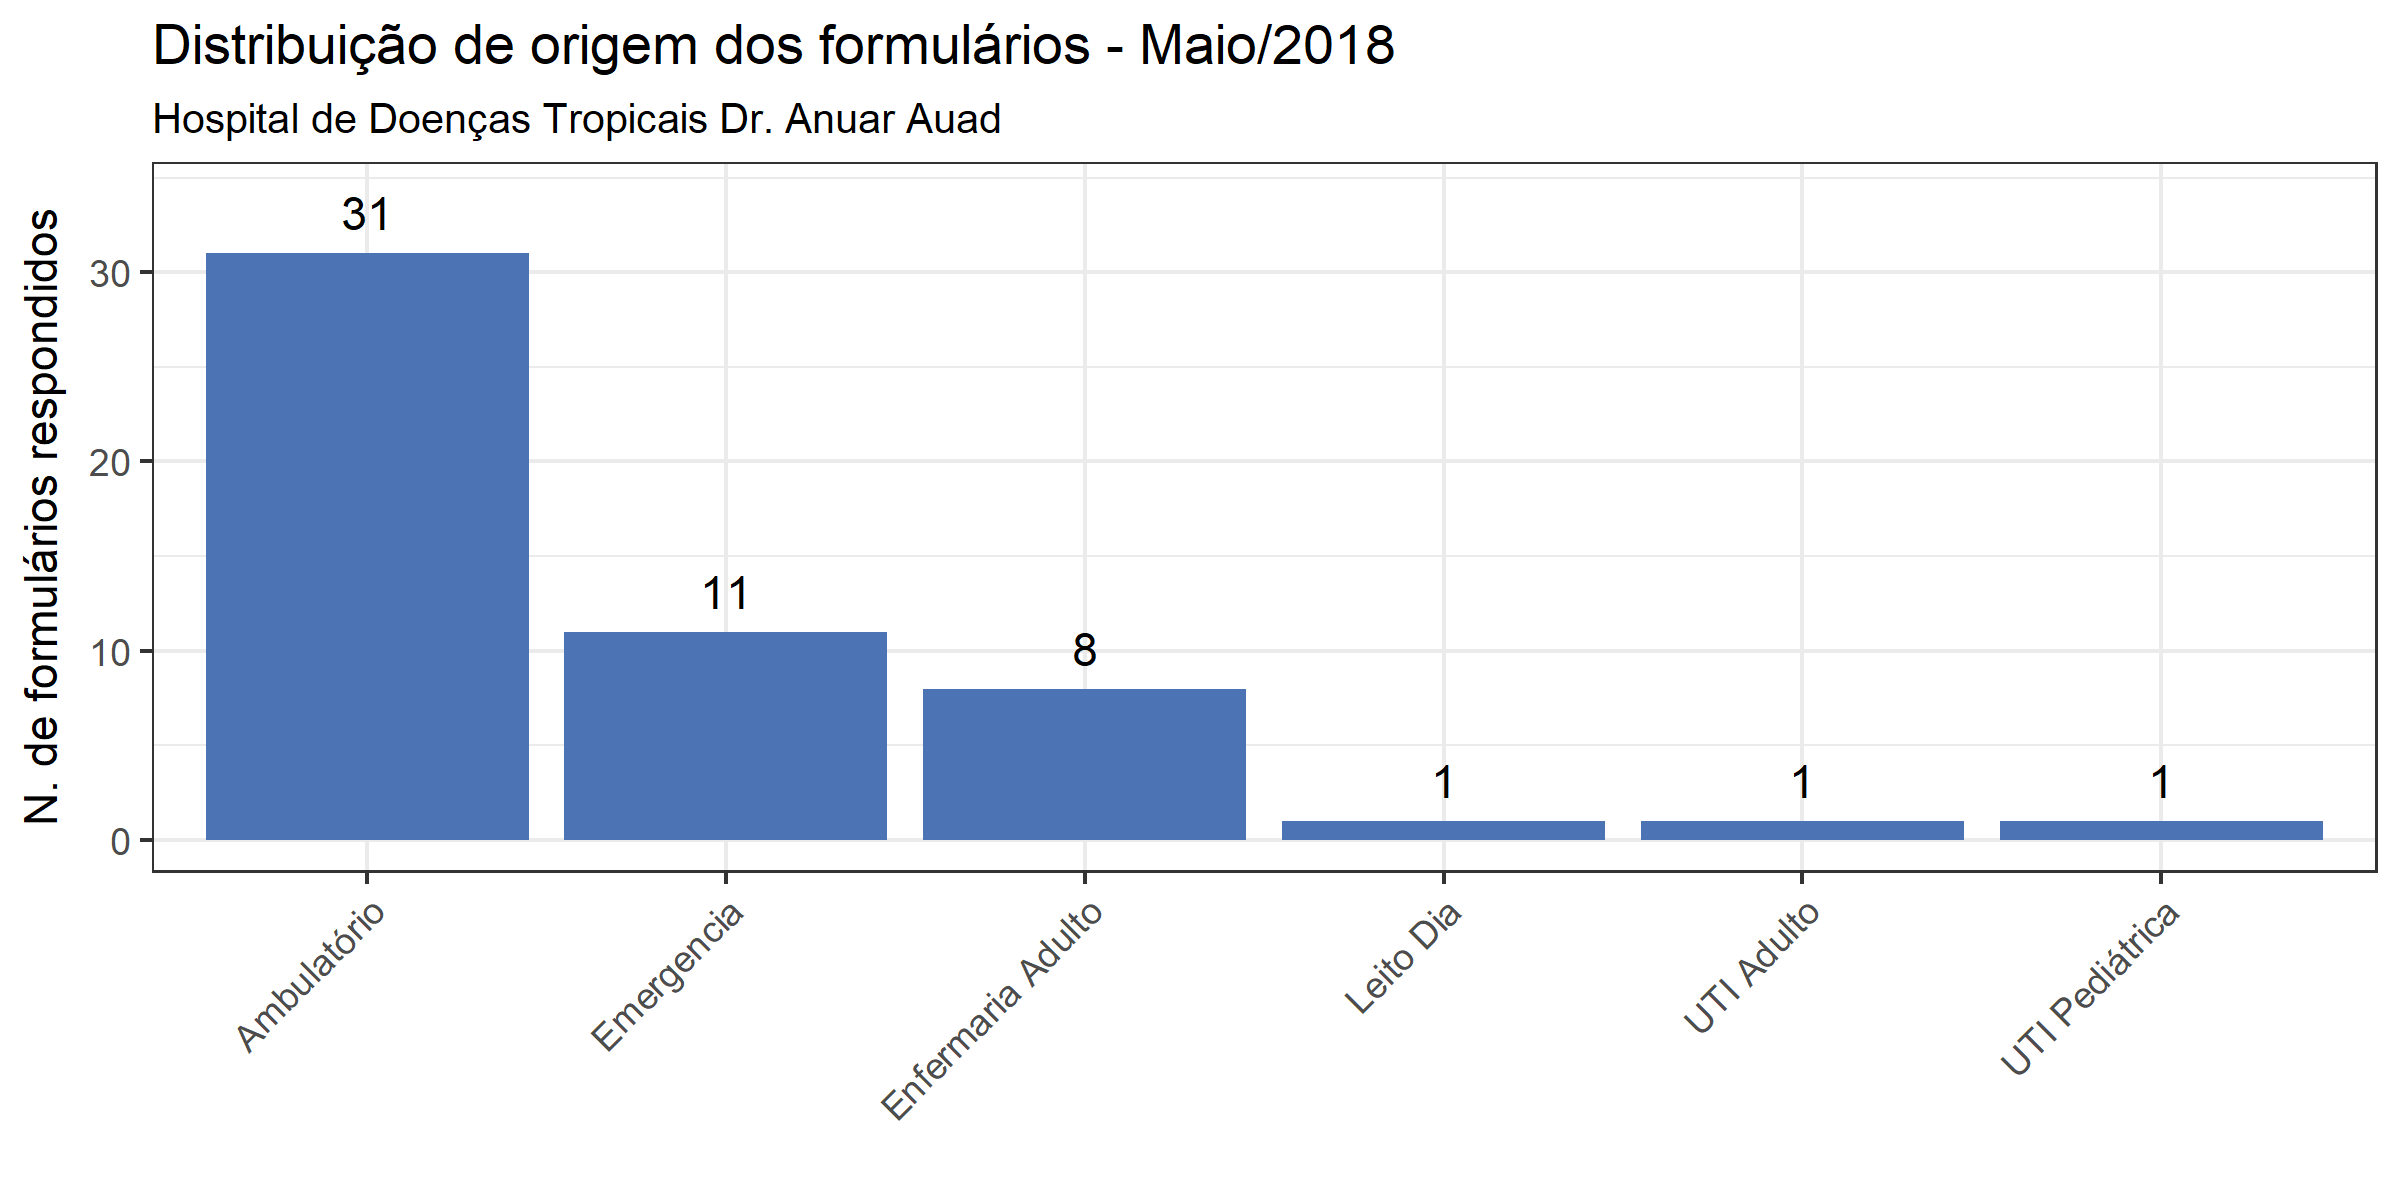 Distribuição de origem dos formulários - Maio/2018
Hospital de Doenças Tropicais Dr. Anuar Auad
N. de formulários respondidos
30
20
10
0
31
11
8
1
1
1
Ambulatório
Emergencia
Enfermaria Adulto
Leito Dia
UTI Adulto
UTI Pediátrica